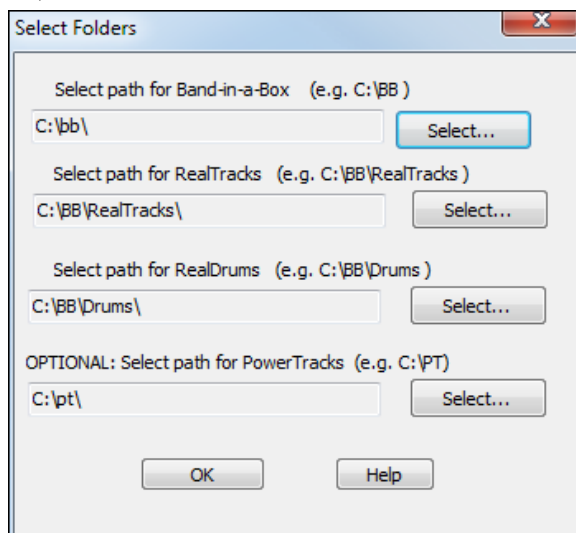 Select Folders
Select path for Band-in-a-Box (e.g. C:\BB )
C:\bb\
Select...
Select path for RealTracks (e.g. C:\BB\RealTracks )
C:\BB\RealTracks\
Select...
Select path for RealDrums (e.g. C:\BB\Drums )
C:\BB\Drums\
Select...
OPTIONAL: Select path for PowerTracks (e.g. C:\PT)
C:\pt\
Select...
OK
Help